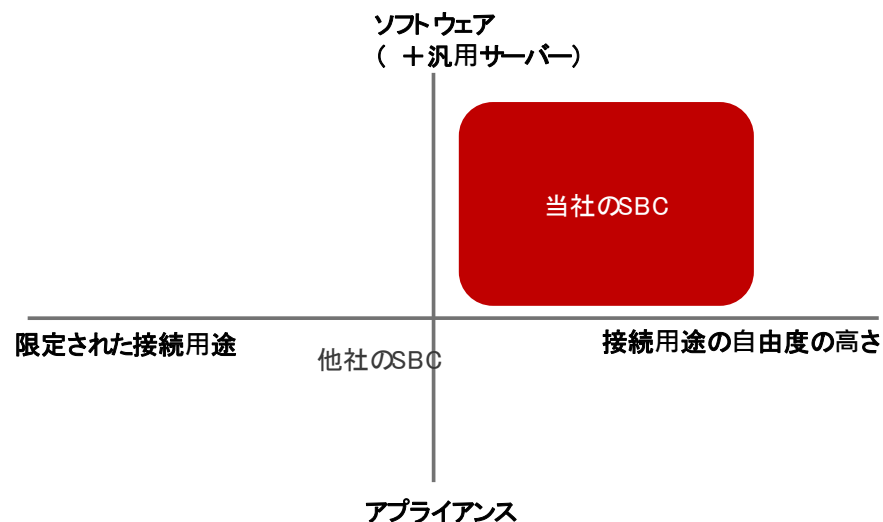 ソフトウェア
( ＋汎用サーバー)
当社のSBC
限定された接続用途
他社のSBC
接続用途の自由度の高さ
アプライアンス